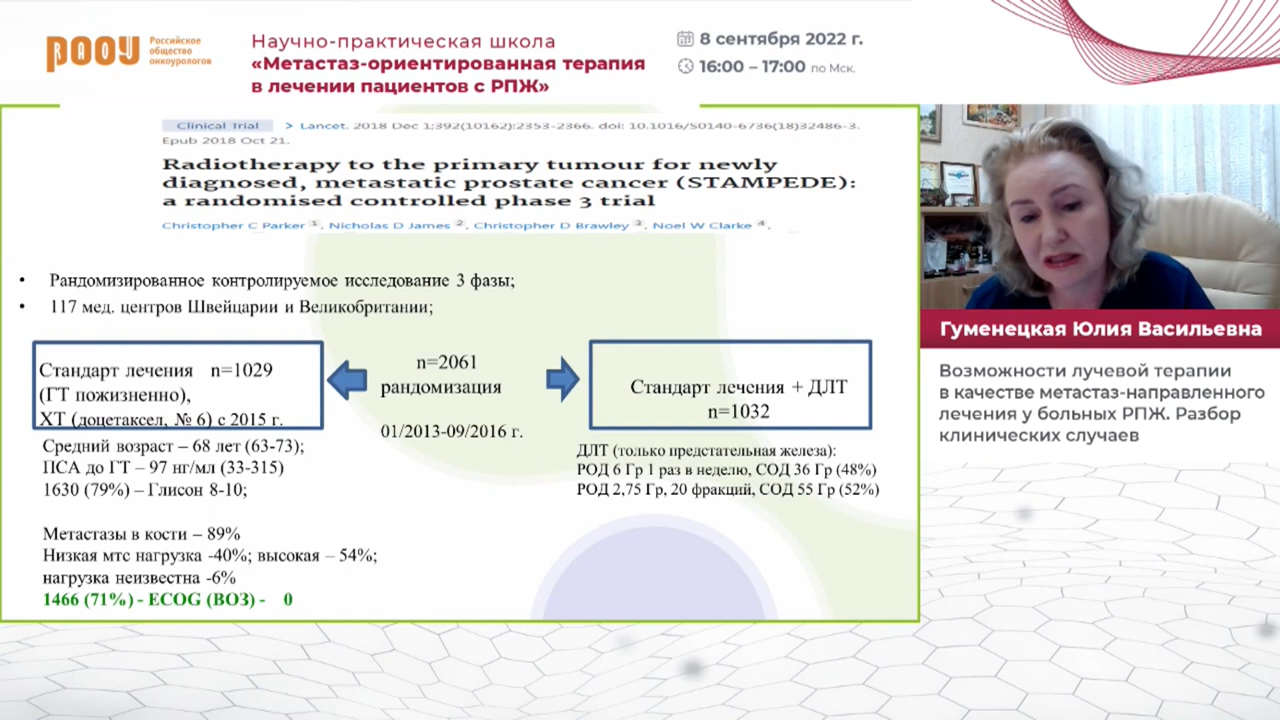 РАОУ
Российское
общество
онкоурологов
Научно-практическая школа
«Метастаз-ориентированная терапия
в лечении пациентов с РПЖ»
8 сентября 2022 г.
16:00 – 17:00 по Мск.
Clinical Trial > Lancet. 2018 Dec 1;392(10162):2353-2366. doi: 10.1016/S0140-6736(18)32486-3.
Epub 2018 Oct 21.
Radiotherapy to the primary tumour for newly
diagnosed, metastatic prostate cancer (STAMPEDE):
a randomised controlled phase 3 trial
Christopher C Parker 1, Nicholas D James 2, Christopher D Brawley 3, Noel W Clarke 4,
• Рандомизированное контролируемое исследование 3 фазы;
• 117 мед. центров Швейцарии и Великобритании;
Стандарт лечения n=1029
(ГТ пожизненно),
ХТ (доцетаксел, № 6) с 2015 г.
n=2061
рандомизация
01/2013-09/2016 г.
Стандарт лечения + ДЛТ
n=1032
Средний возраст – 68 лет (63-73);
ПСА до ГТ – 97 нг/мл (33-315)
1630 (79%) – Глисон 8-10;
ДЛТ (только предстательная железа):
РОД 6 Гр 1 раз в неделю, СОД 36 Гр (48%)
РОД 2,75 Гр, 20 фракций, СОД 55 Гр (52%)
Метастазы в кости – 89%
Низкая мтс нагрузка -40%; высокая – 54%;
нагрузка неизвестна -6%
1466 (71%) - ECOG (ВОЗ) - 0
Гуменецкая Юлия Васильевна
Возможности лучевой терапии
в качестве метастаз-направленного
лечения у больных РПЖ. Разбор
клинических случаев